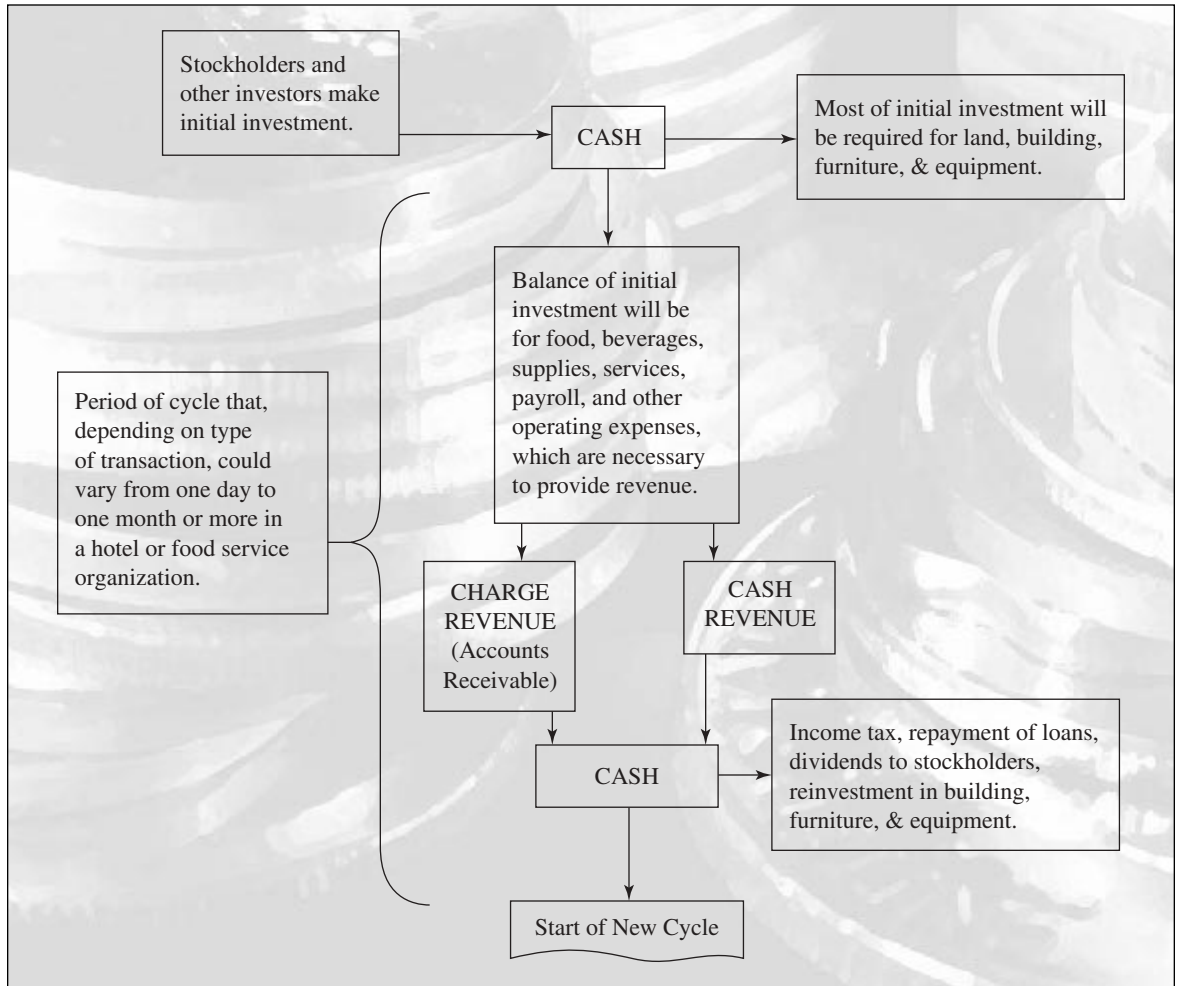 Stockholders and
other investors make
initial investment.
CASH
Most of initial investment will
be required for land, building,
furniture, & equipment.
Balance of initial
investment will be
for food, beverages,
supplies, services,
payroll, and other
operating expenses,
which are necessary
to provide revenue.
Period of cycle that,
depending on type
of transaction, could
vary from one day to
one month or more in
a hotel or food service
organization.
CHARGE
REVENUE
(Accounts
Receivable)
CASH
REVENUE
CASH
Income tax, repayment of loans,
dividends to stockholders,
reinvestment in building,
furniture, & equipment.
Start of New Cycle